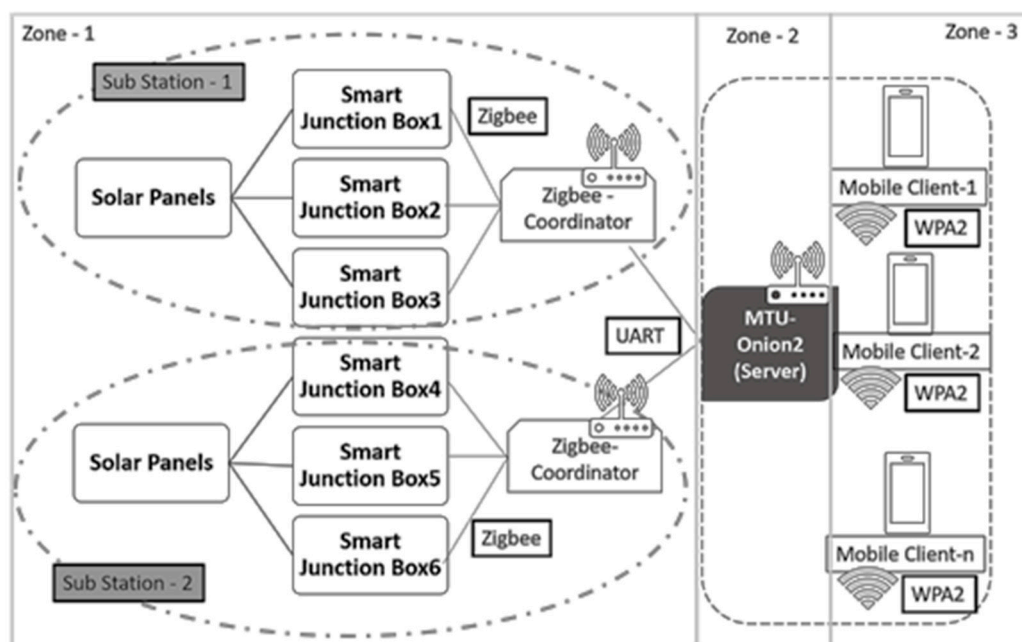 Zone - 1
Zone - 2
Zone - 3
Sub Station - 1
Solar Panels
Smart
Junction Box1
Smart
Junction Box2
Smart
Junction Box3
Zigbee
Zigbee -
Coordinator
UART
MTU-
Onion2
(Server)
Mobile Client-1
WPA2
Mobile Client-2
WPA2
Mobile Client-n
WPA2
Solar Panels
Smart
Junction Box4
Smart
Junction Box5
Smart
Junction Box6
Zigbee-
Coordinator
Zigbee
Sub Station - 2